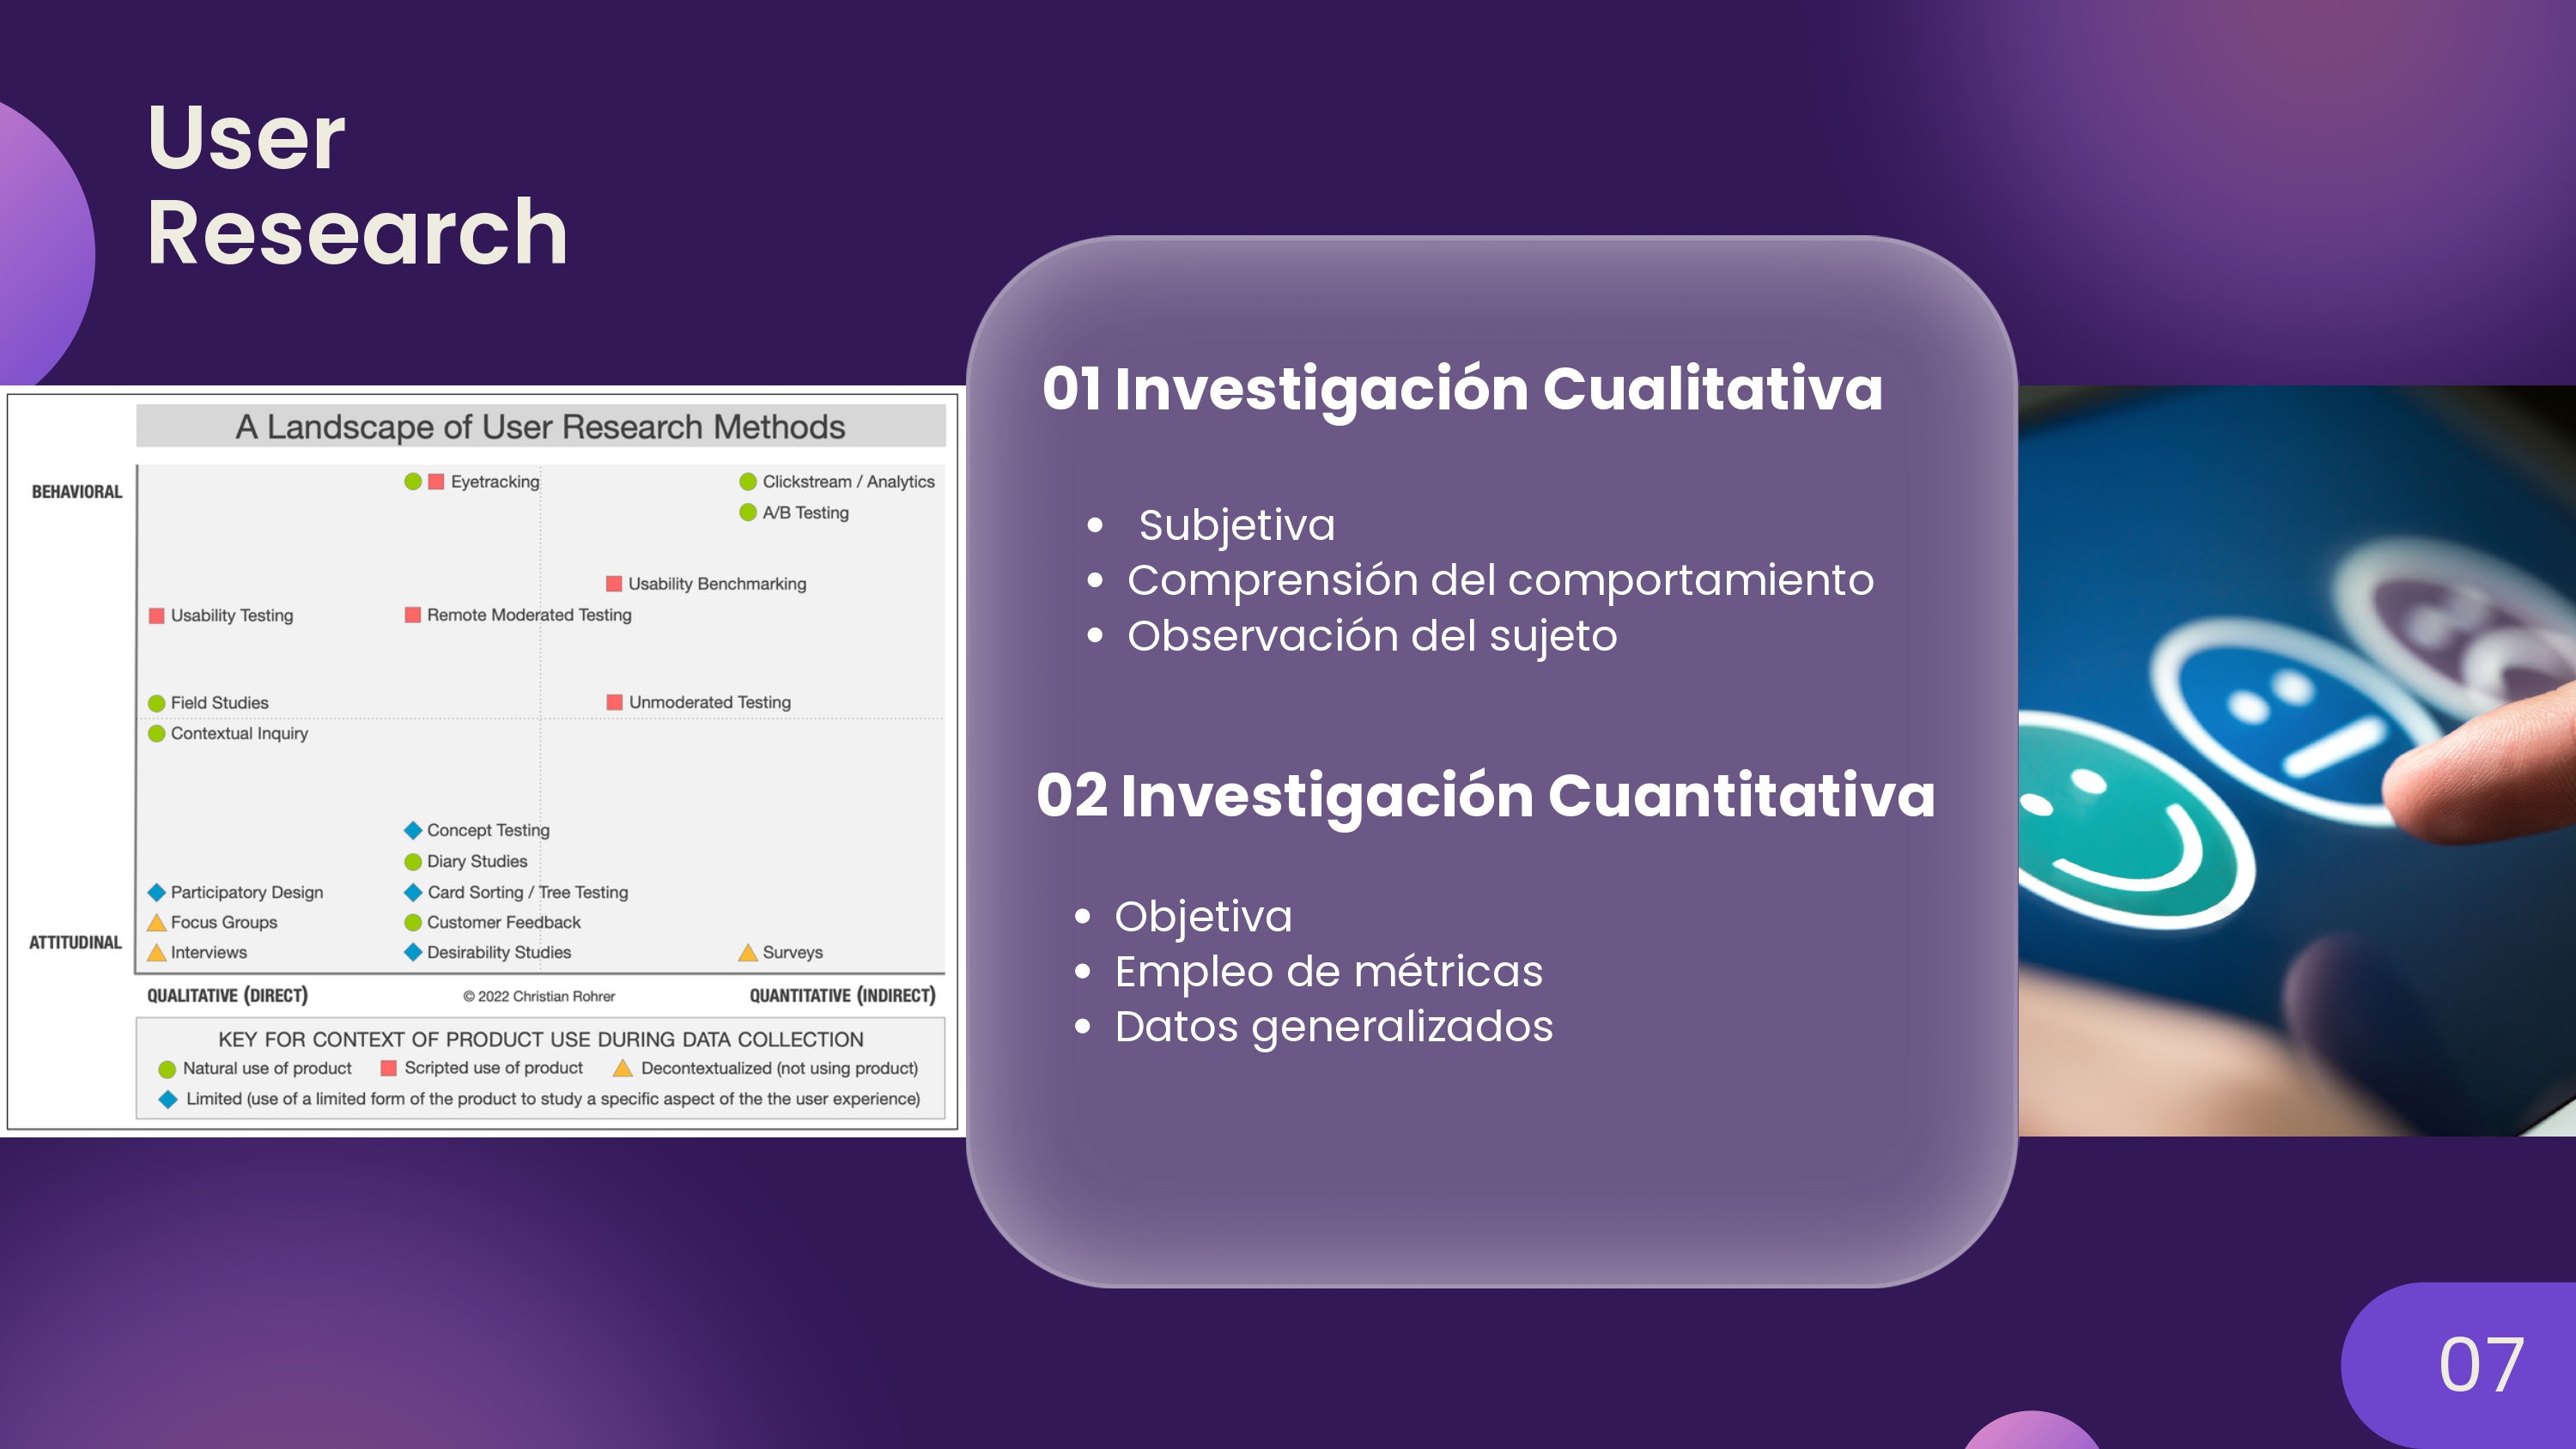 User
Research
A Landscape of User Research Methods
BEHAVIORAL
Eyetracking
Clickstream / Analytics
A/B Testing
Usability Benchmarking
Usability Testing
Remote Moderated Testing
Field Studies
Unmoderated Testing
Contextual Inquiry
Concept Testing
Diary Studies
Participatory Design
Card Sorting / Tree Testing
Focus Groups
Customer Feedback
ATTITUDINAL
Interviews
Desirability Studies
Surveys
QUALITATIVE (DIRECT)
© 2022 Christian Rohrer
QUANTITATIVE (INDIRECT)
KEY FOR CONTEXT OF PRODUCT USE DURING DATA COLLECTION
Natural use of product
Scripted use of product
Decontextualized (not using product)
Limited (use of a limited form of the product to study a specific aspect of the the user experience)
01 Investigación Cualitativa
• Subjetiva
• Comprensión del comportamiento
• Observación del sujeto
02 Investigación Cuantitativa
• Objetiva
• Empleo de métricas
• Datos generalizados
07